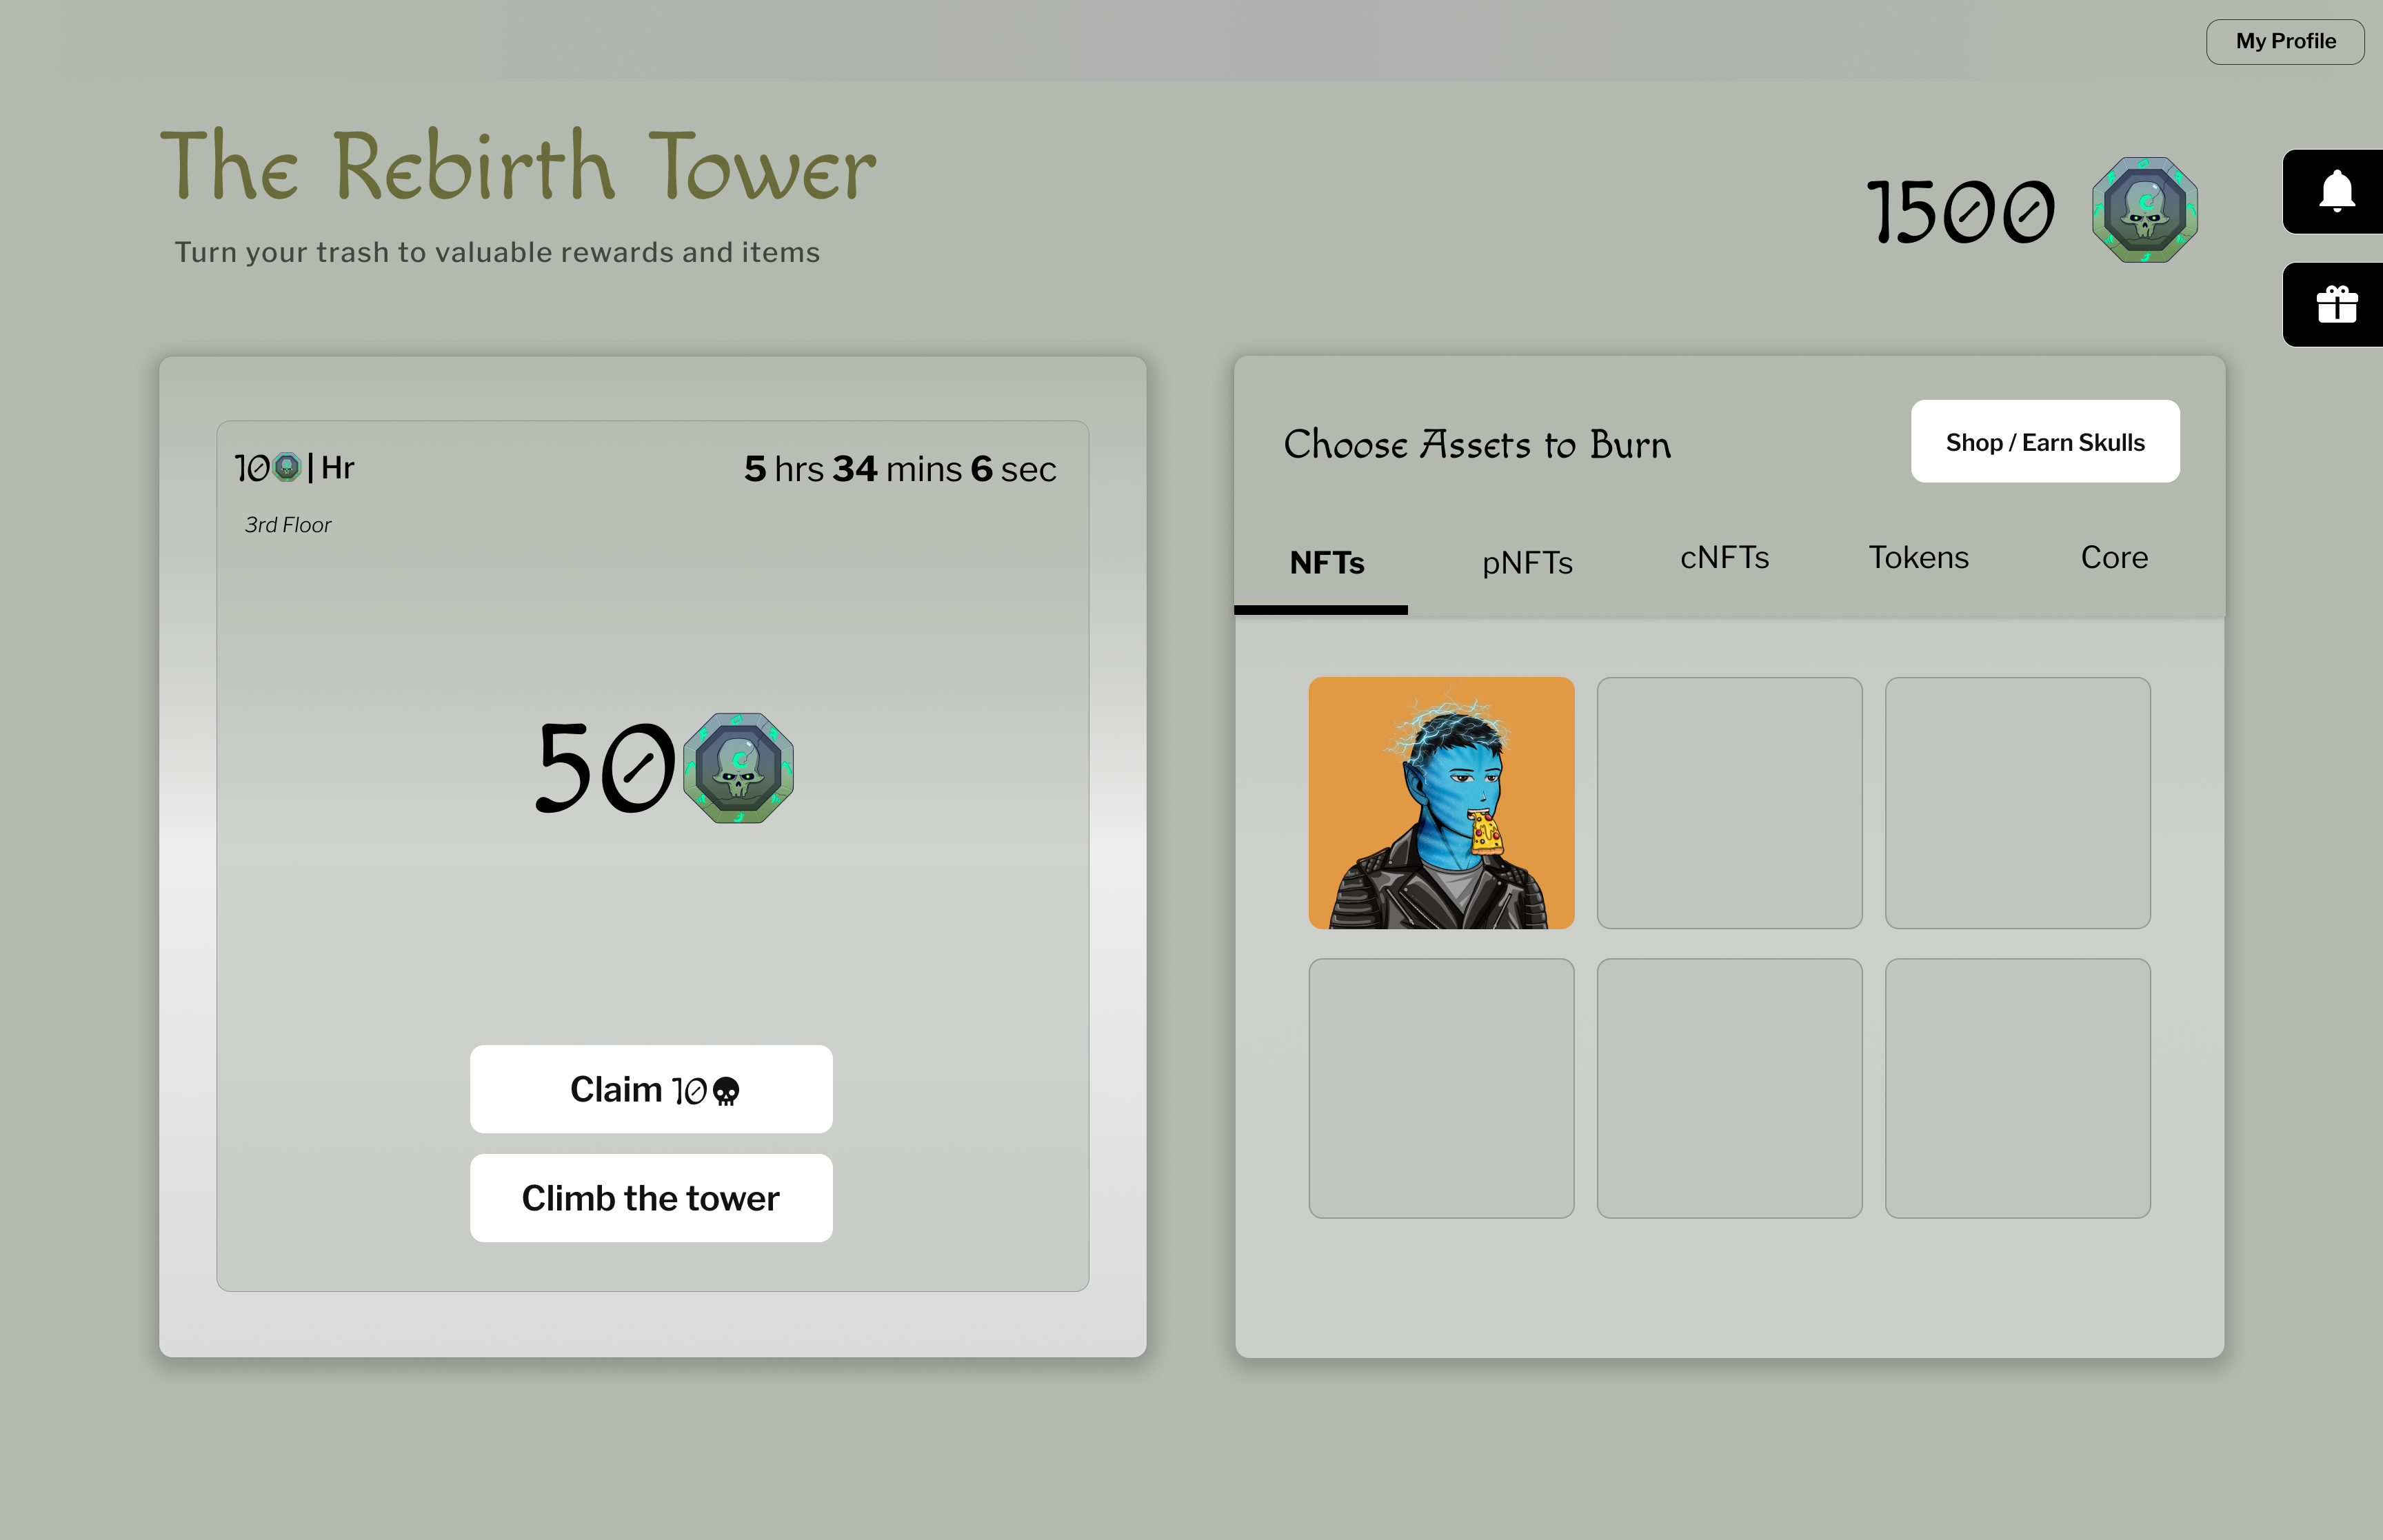 My Profile
The Rebirth Tower
Turn your trash to valuable rewards and items
1500
10 | Hr
5 hrs 34 mins 6 sec
3rd Floor
50
Claim 10
Climb the tower
Choose Assets to Burn
Shop / Earn Skulls
NFTs
pNFTs
cNFTs
Tokens
Core